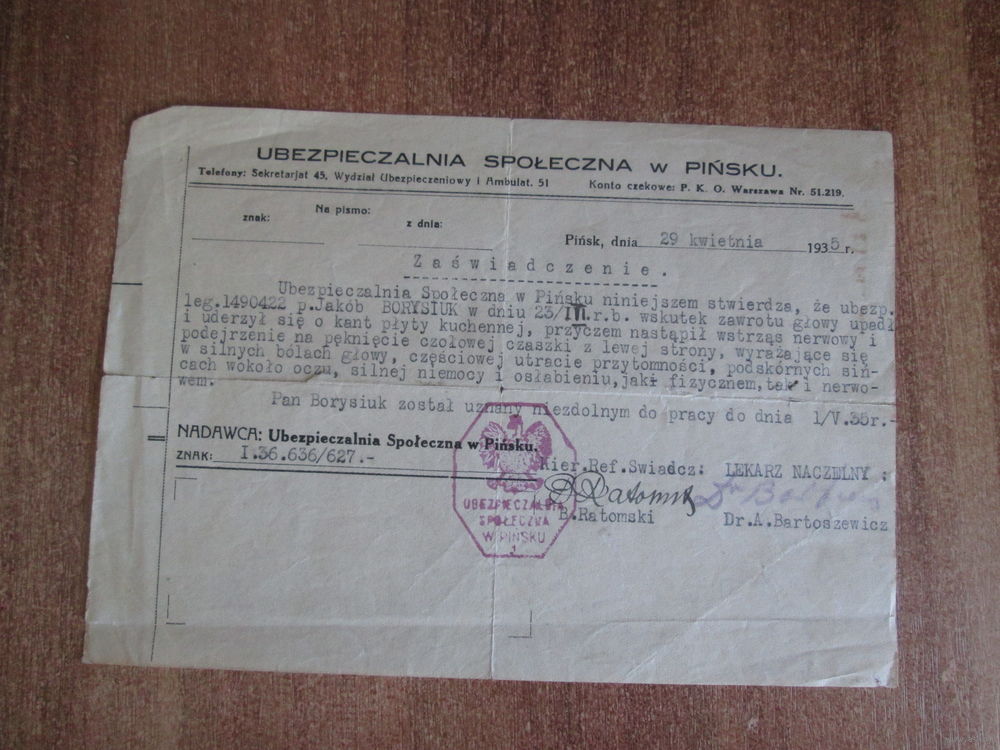 UBEZPIECZALNIA SPOŁECZNA w PIŃSKU.
Telefony: Sekretarjat 45, Wydział Ubezpieczeniowy i Ambulat. 51 Konto czekowe: P. K. O. Warszawa Nr. 51.219.
znak: Na pismo: z dnia:
Pińsk, dnia 29 kwietnia 1935 r.
Zaświadczenie.
Ubezpieczalnia Społeczna w Pińsku niniejszem stwierdza, że ubezp.
leg.1490422 p.Jakób BORYSIUK w dniu 23/III.r.b. wskutek zawrotu głowy upadł
i uderzył się o kant płyty kuchennej, przyczem nastąpił wstrząs nerwowy i
podejrzenie na pęknięcie czołowej czaszki z lewej strony, wyrażające się
w silnych bólach głowy, częściowej utracie przytomności, podskórnych siń-
cach wokoło oczu, silnej niemocy i osłabieniu,jak fizycznem,tak i nerwo-
wem.
Pan Borysiuk został uznany niezdolnym do pracy do dnia 1/V.35r.-
NADAWCA: Ubezpieczalnia Społeczna w Pińsku.
ZNAK: I.36.636/627.-
Kier.Ref.Swiadcz: LEKARZ NACZELNY :
B.Ratomski Dr.A.Bartoszewicz
UBEZPIECZALNIA
SPOŁECZNA
W PIŃSKU
1